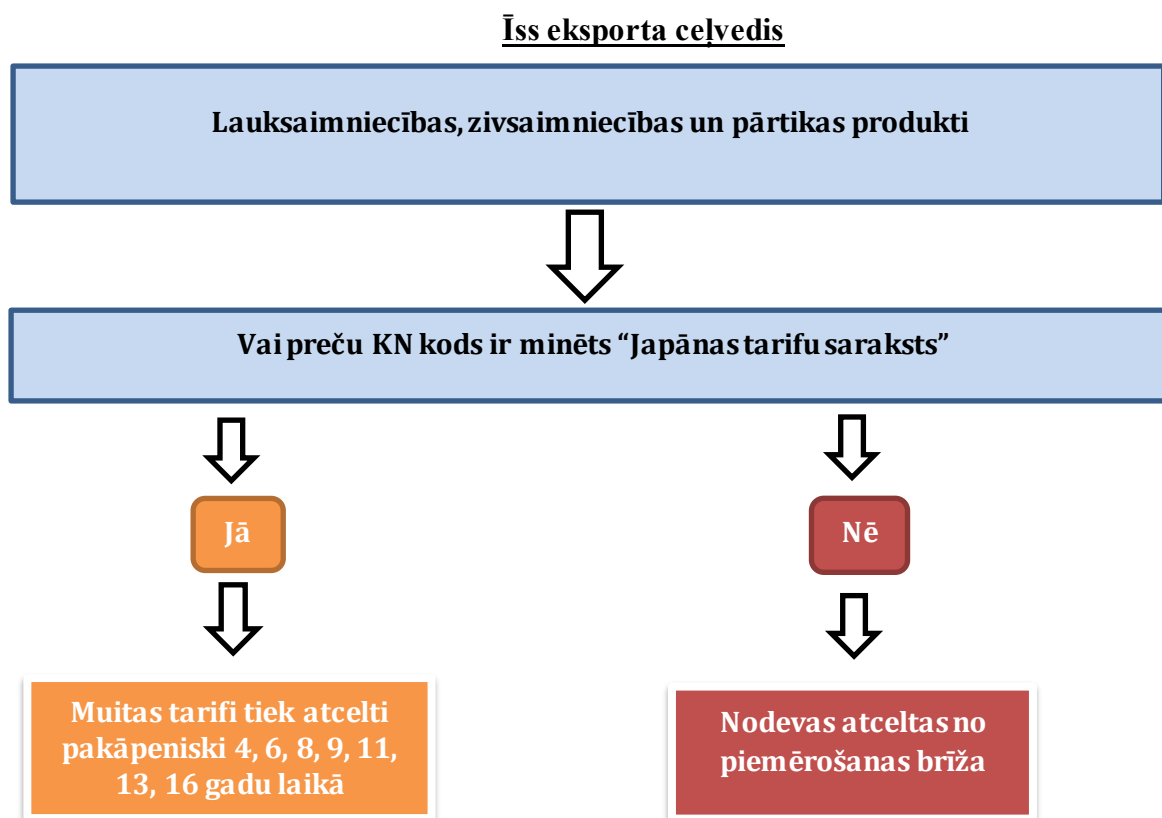 Īss eksporta ceļvedis
Lauksaimniecības, zivsaimniecības un pārtikas produkti
Vai preču KN kods ir minēts “Japānas tarifu saraksts”
Jā
Nē
Muitas tarifi tiek atcelti
pakāpeniski 4, 6, 8, 9, 11,
13, 16 gadu laikā
Nodevas atceltas no
piemērošanas brīža